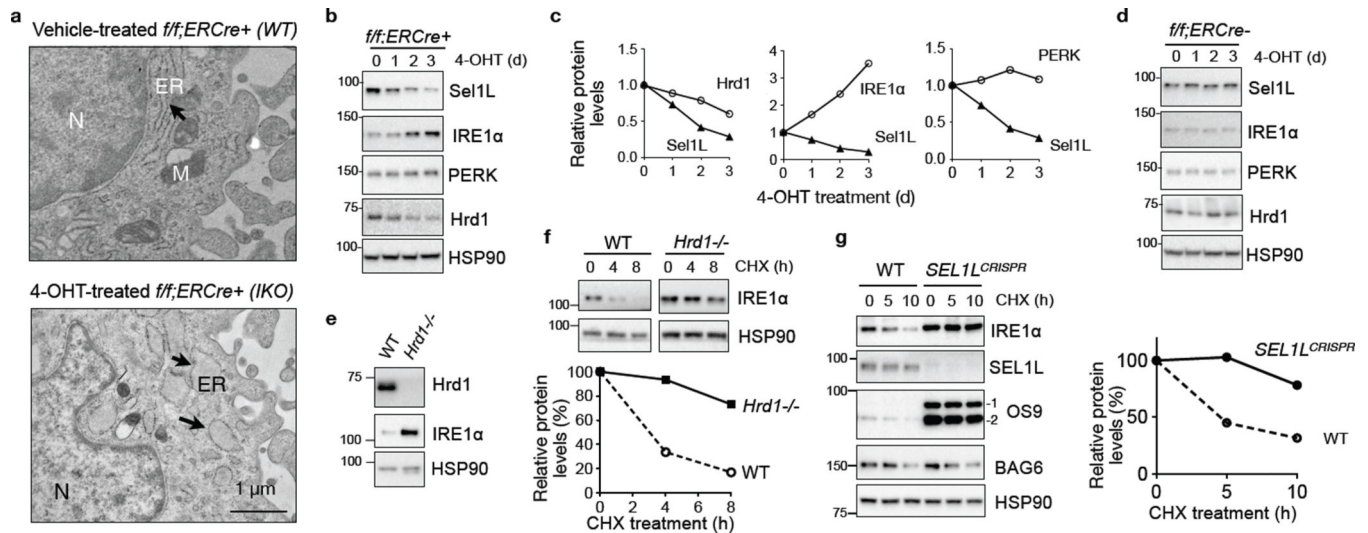 a
Vehicle-treated f/f;ERCre+ (WT)
ER
N
M
4-OHT-treated f/f;ERCre+ (IKO)
ER
N
1 µm
b
f/f;ERCre+
0 1 2 3 4-OHT (d)
100 Sel1L
150 IRE1α
150 PERK
75 Hrd1
100 HSP90
c
Relative protein levels
1.5
1.0
0.5
0.0
Hrd1
Sel1L
0 1 2 3
4
3
2
1
0
IRE1α
Sel1L
0 1 2 3
1.5
1.0
0.5
0.0
PERK
Sel1L
0 1 2 3
4-OHT treatment (d)
d
f/f;ERCre-
0 1 2 3 4-OHT (d)
100 Sel1L
150 IRE1α
150 PERK
75 Hrd1
100 HSP90
e
WT Hrd1-/-
75 Hrd1
100 IRE1α
100 HSP90
f
WT Hrd1-/-
0 4 8 0 4 8 CHX (h)
100 IRE1α
100 HSP90
Relative protein levels (%)
100
80
60
40
20
0
Hrd1-/-
WT
0 2 4 6 8
CHX treatment (h)
g
WT SEL1LCRISPR
0 5 10 0 5 10
CHX (h)
100 IRE1α
100 SEL1L
-1
OS9
-2
150 BAG6
HSP90
75
Relative protein levels (%)
100
50
0
SEL1LCRISPR
WT
0 5 10
CHX treatment (h)